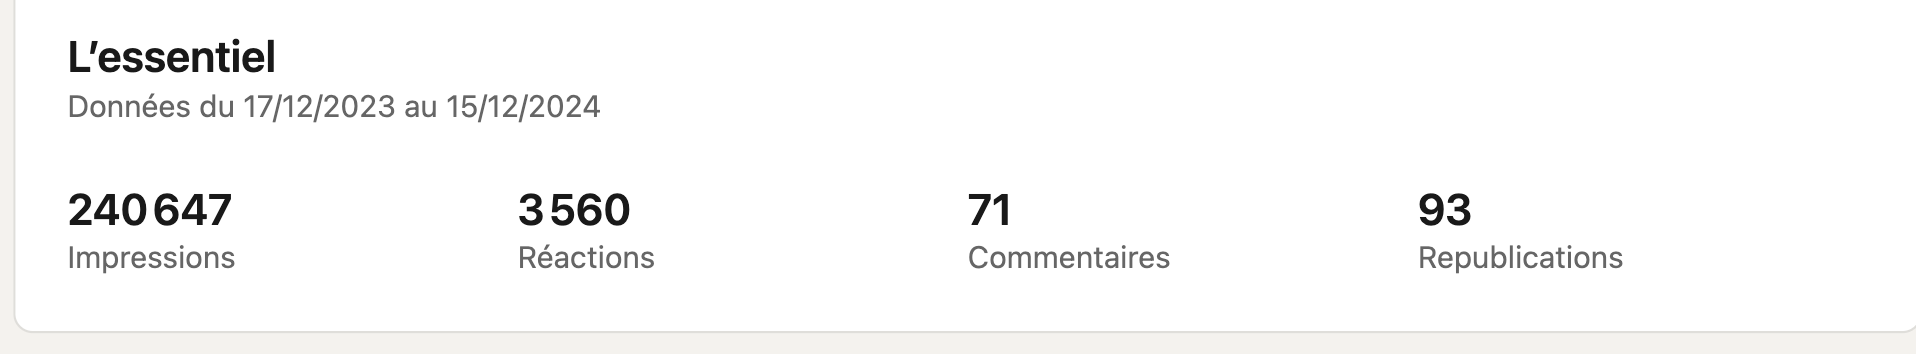 L’essentiel
Données du 17/12/2023 au 15/12/2024
240 647 3 560 71 93
Impressions Réactions Commentaires Republications